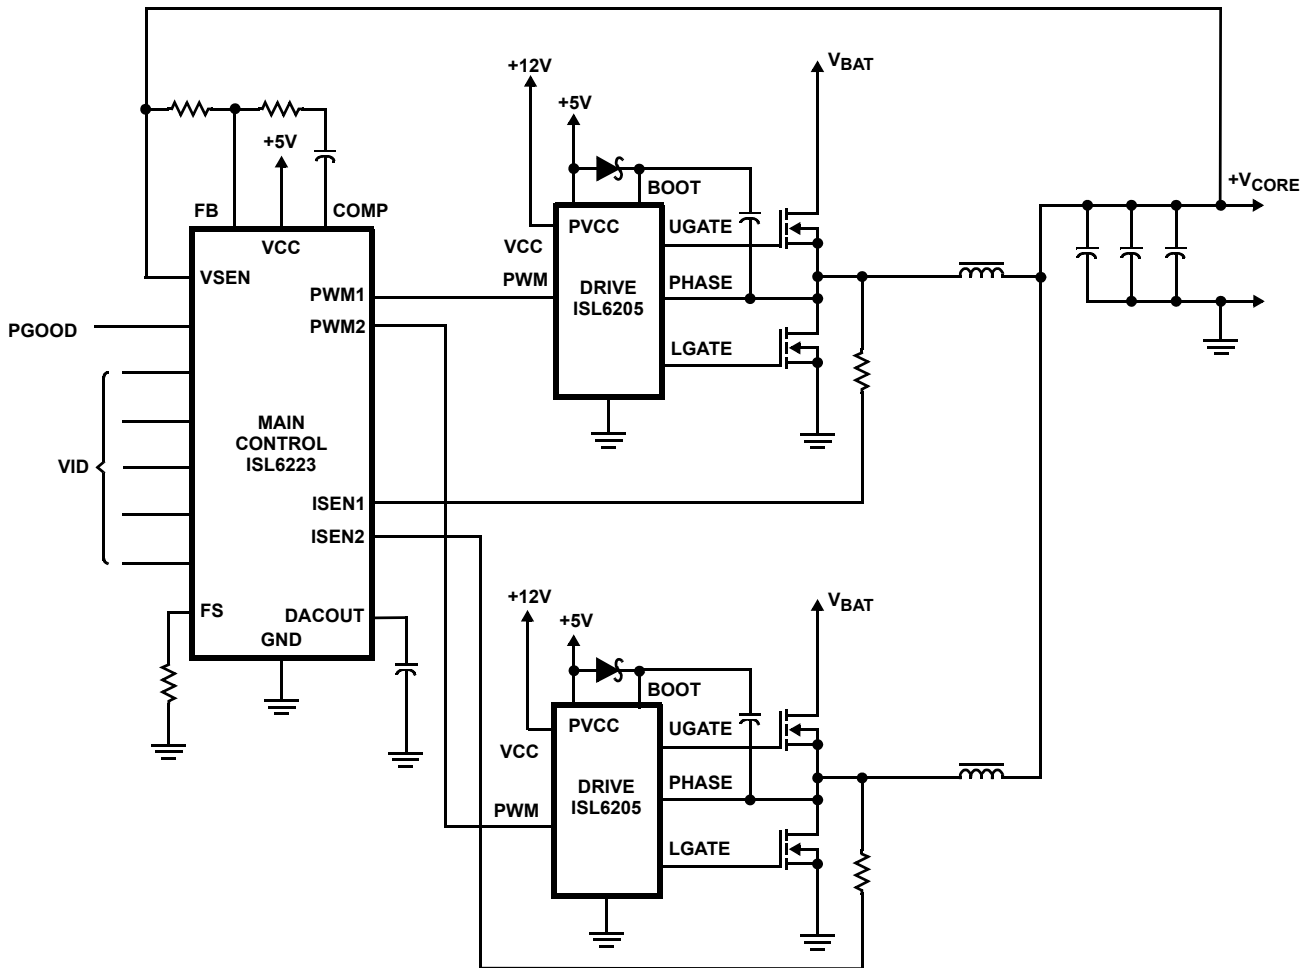 +12V
VBAT
+5V
+5V
BOOT
+VCORE
FB
COMP
PVCC
UGATE
VCC
VCC
VSEN
PWM
PHASE
DRIVE
ISL6205
PWM1
PGOOD
PWM2
LGATE
MAIN
CONTROL
ISL6223
VID
ISEN1
ISEN2
+12V
VBAT
FS
DACOUT
+5V
GND
BOOT
PVCC
UGATE
VCC
PHASE
DRIVE
ISL6205
PWM
LGATE